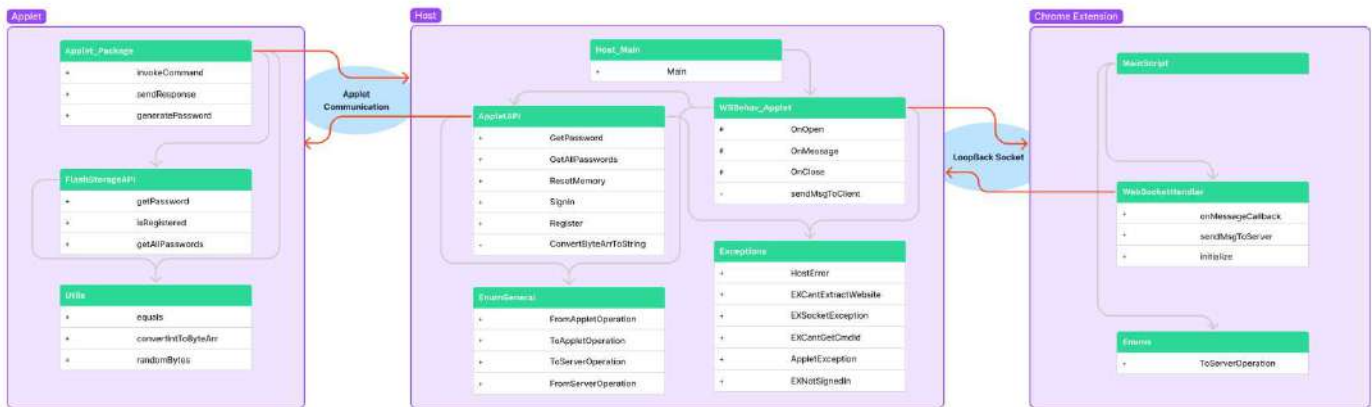 Applet
Applet_Package
+ invokeCommand
+ sendResponse
+ generatePassword
FlashStorageAPI
+ getPassword
+ isRegistered
+ getAllPasswords
Utils
+ equals
+ convertIntToByteArr
+ randomBytes
Applet
Communication
Host
Host_Main
+ Main
AppletAPI
+ GetPassword
+ GetAllPasswords
+ ResetMemory
+ SignIn
+ Register
- ConvertByteArrToString
EnumGeneral
+ FromAppletOperation
+ ToAppletOperation
+ ToServerOperation
+ FromServerOperation
WSBehav_Applet
# OnOpen
# OnMessage
# OnClose
- sendMsgToClient
Exceptions
+ HostError
+ EXCantExtractWebsite
+ EXSocketException
+ EXCantGetCmdId
+ AppletException
+ EXNotSignedIn
LoopBack Socket
Chrome Extension
MainScript
WebSocketHandler
+ onMessageCallback
+ sendMsgToServer
+ initialize
Enums
+ ToServerOperation